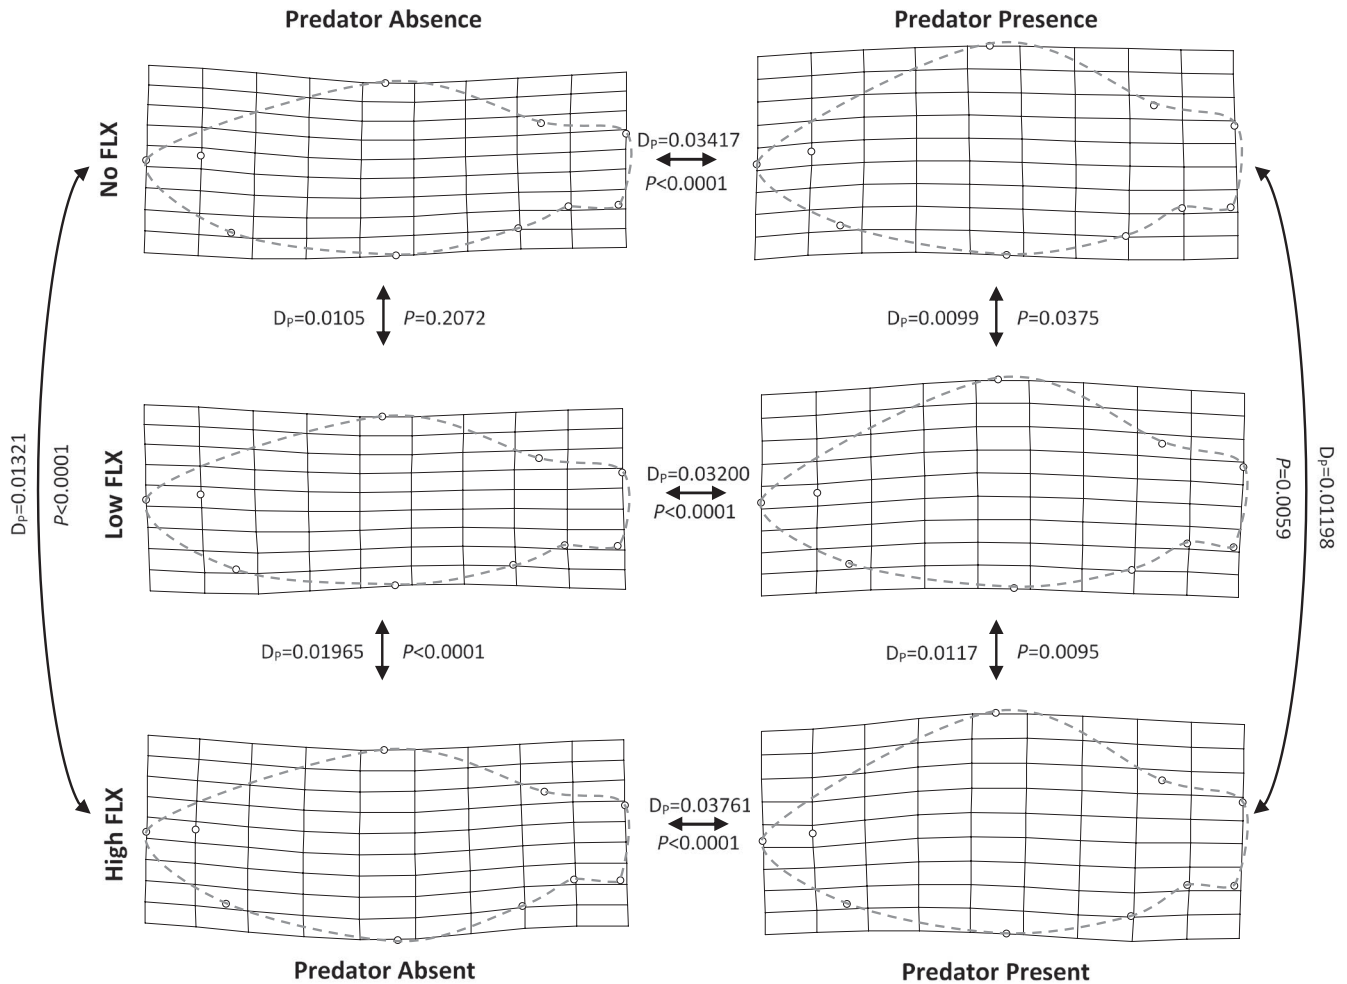 Predator Absence
Predator Presence
No FLX
Dₚ=0.03417
P<0.0001
Dₚ=0.0105 P=0.2072
Dₚ=0.0099 P=0.0375
Dₚ=0.01321
P<0.0001
Low FLX
Dₚ=0.03200
P<0.0001
P=0.0059
Dₚ=0.01198
Dₚ=0.01965 P<0.0001
Dₚ=0.0117 P=0.0095
High FLX
Dₚ=0.03761
P<0.0001
Predator Absent
Predator Present